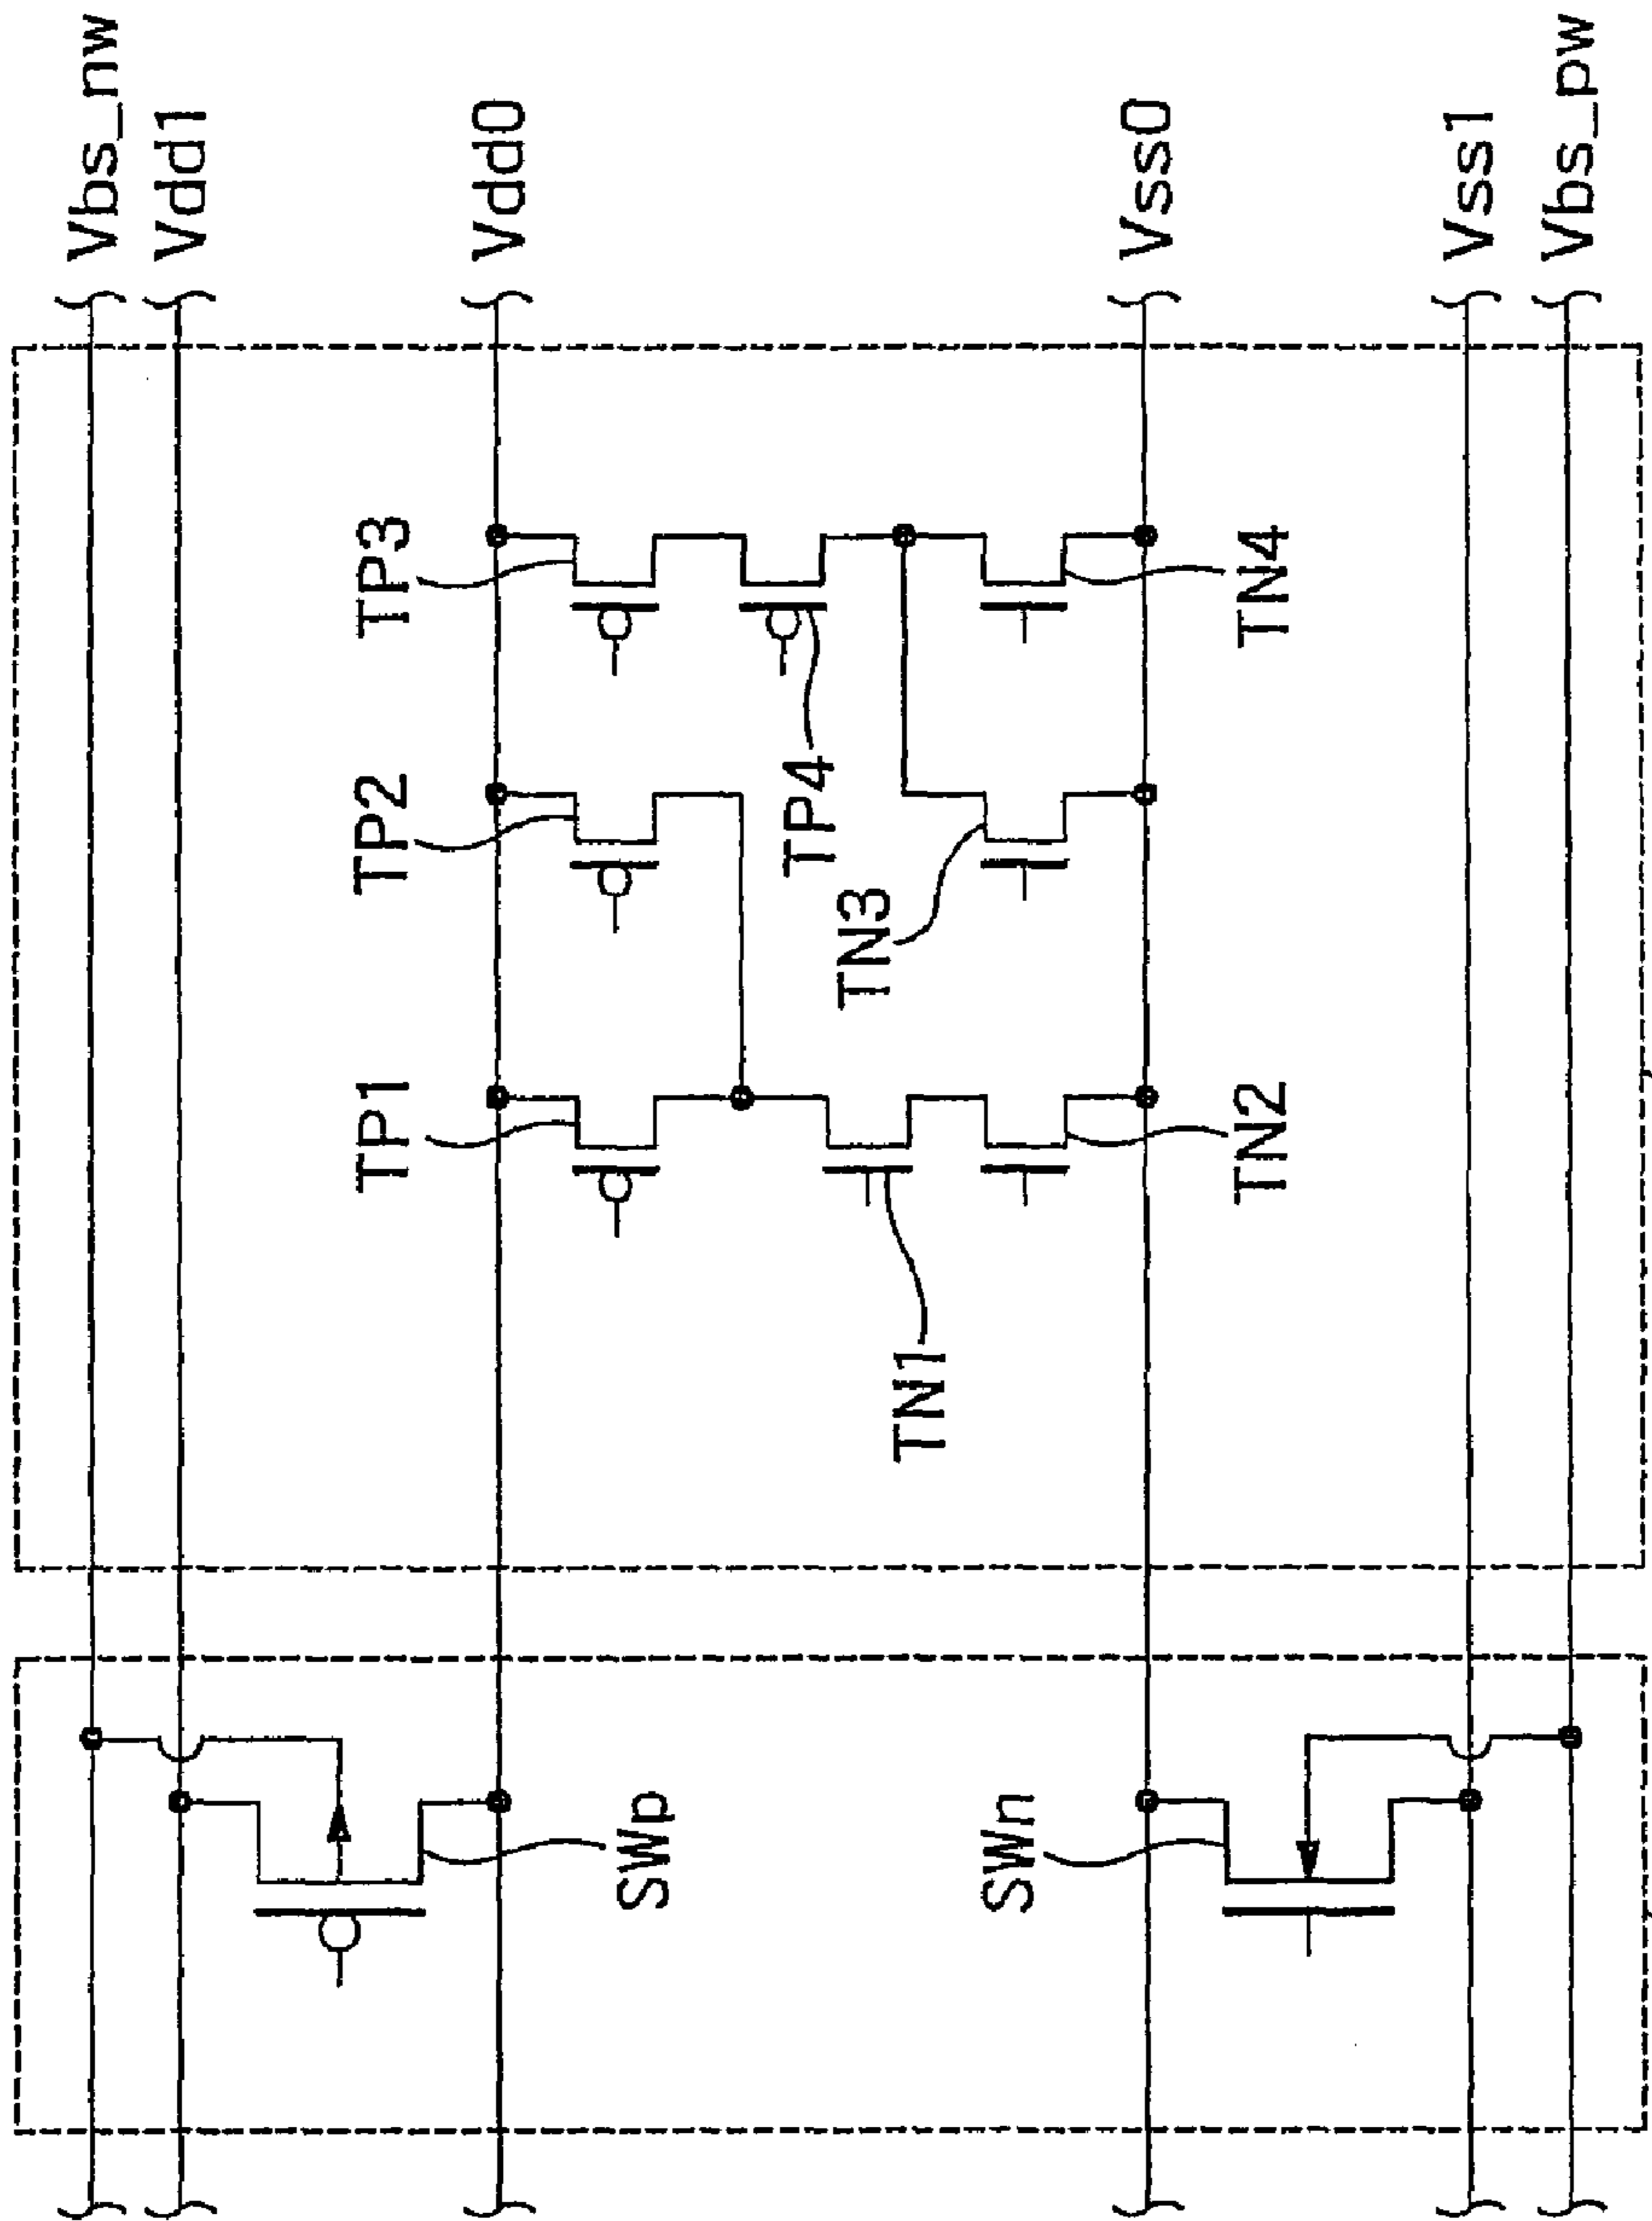 Vbs_nw
Vdd1
Vdd0
Vss0
Vss1
Vbs_pw
TP1
TP2
TP3
TP4
TN1
TN2
TN3
TN4
SWp
SWn